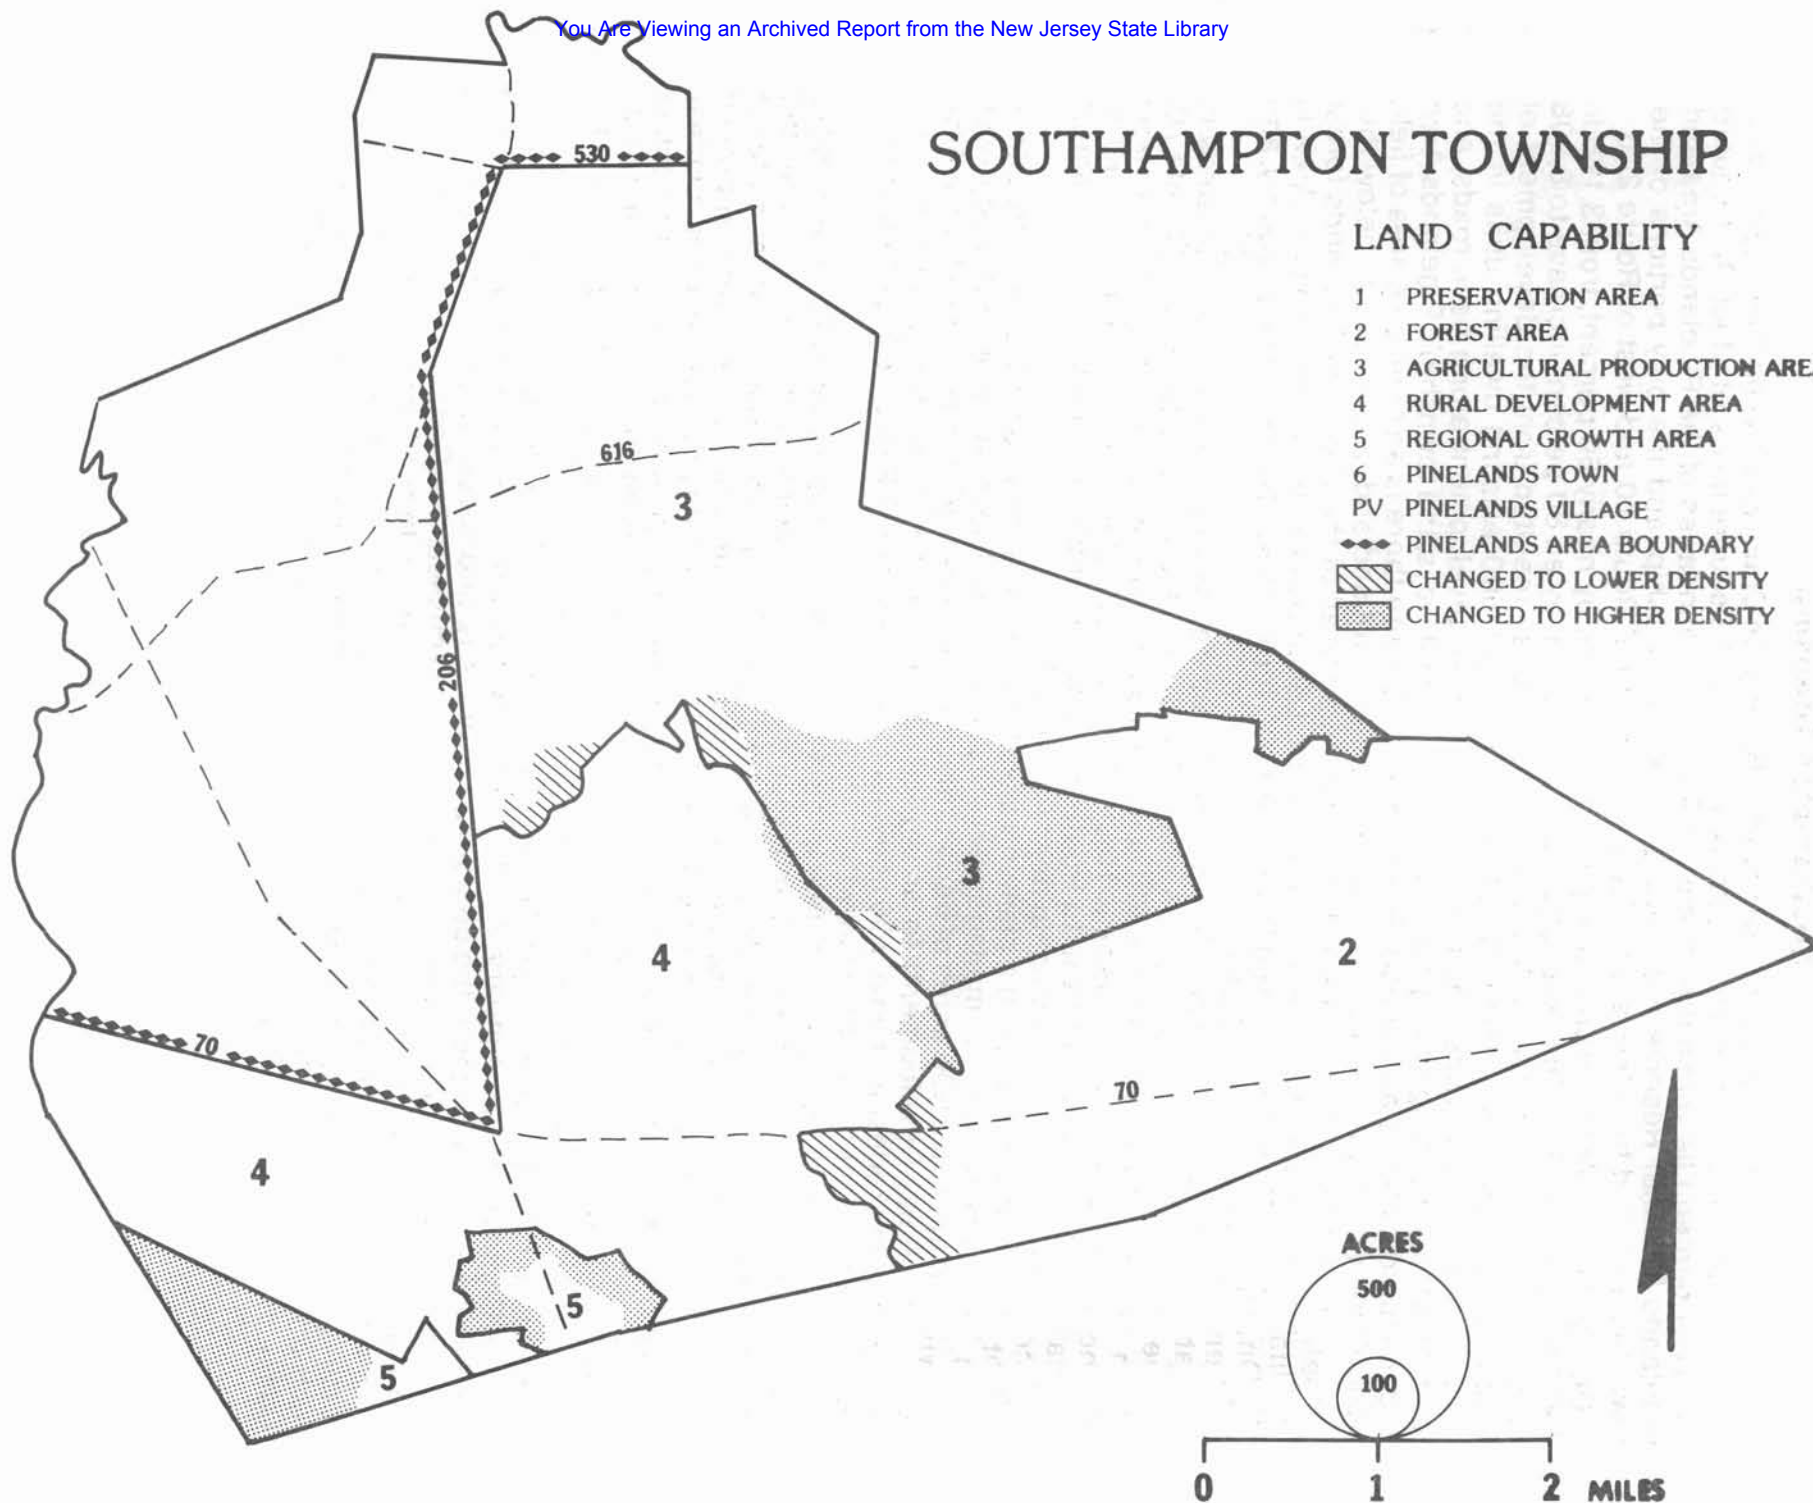 You Are Viewing an Archived Report from the New Jersey State Library
SOUTHAMPTON TOWNSHIP
LAND CAPABILITY
1 PRESERVATION AREA
2 FOREST AREA
3 AGRICULTURAL PRODUCTION ARE
4 RURAL DEVELOPMENT AREA
5 REGIONAL GROWTH AREA
6 PINELANDS TOWN
PV PINELANDS VILLAGE
PINELANDS AREA BOUNDARY
CHANGED TO LOWER DENSITY
CHANGED TO HIGHER DENSITY
530
616
3
206
3
4
2
70
70
4
5
5
ACRES
500
100
0 1 2 MILES